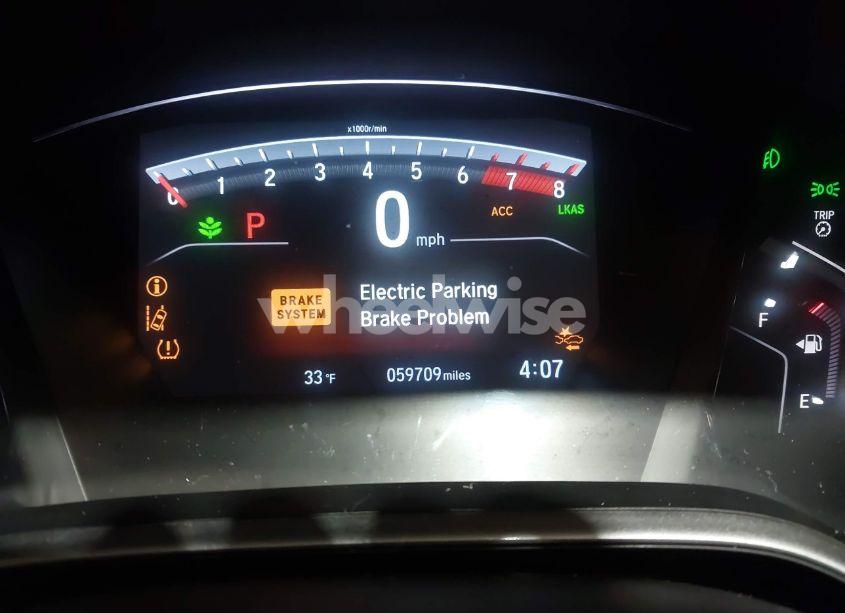 x1000r/min
0 1 2 3 4 5 6 7 8
P
0 mph
ACC
LKAS
BRAKE
SYSTEM
Electric Parking
Brake Problem
wheelwise
33 °F
059709 miles
4:07
TRIP
F
E